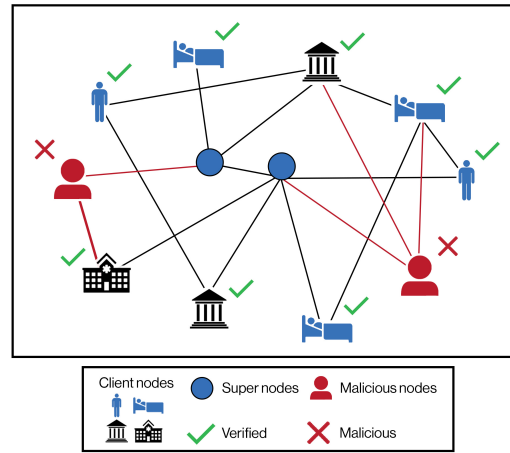 Client nodes
Super nodes
Malicious nodes
Verified
Malicious